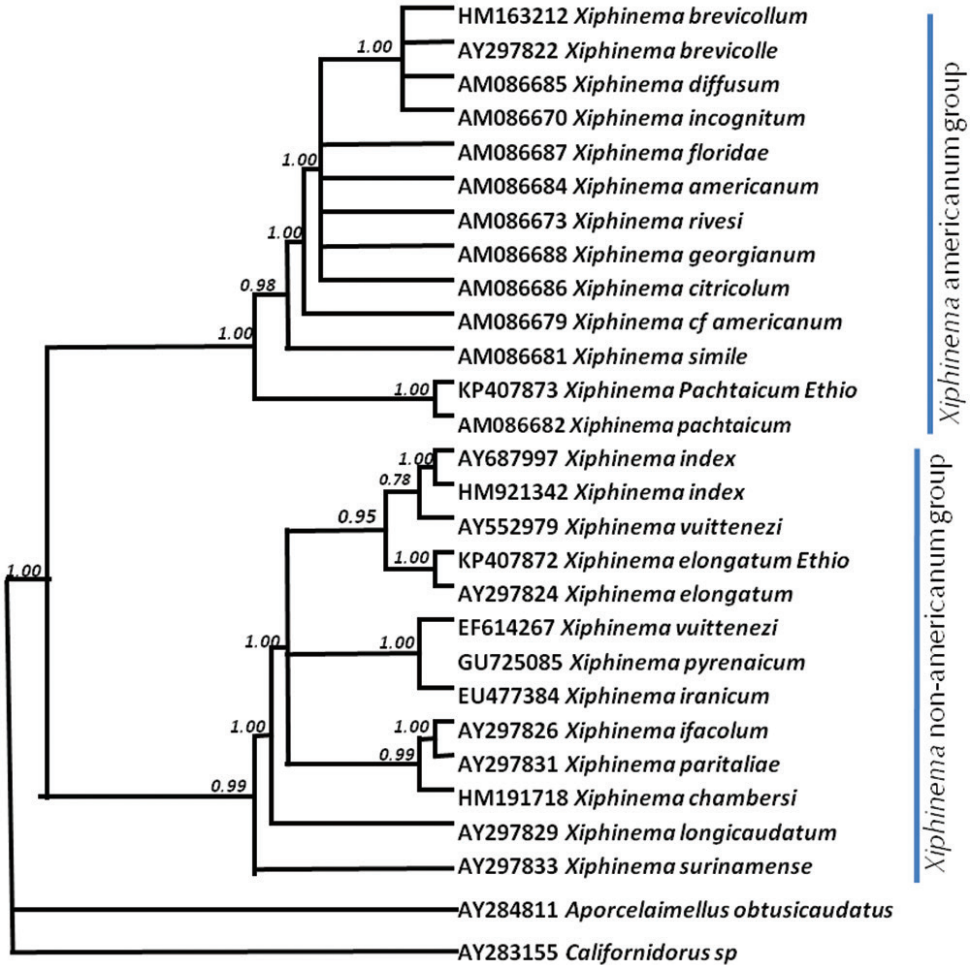 HM163212 Xiphinema brevicollum
1.00
AY297822 Xiphinema brevicolle
AM086685 Xiphinema diffusum
AM086670 Xiphinema incognitum
AM086687 Xiphinema floridae
1.00
AM086684 Xiphinema americanum
AM086673 Xiphinema rivesi
1.00
AM086688 Xiphinema georgianum
0.98
AM086686 Xiphinema citricolum
AM086679 Xiphinema cf americanum
1.00
AM086681 Xiphinema simile
1.00
KP407873 Xiphinema Pachtaicum Ethio
AM086682 Xiphinema pachtaicum
Xiphinema americanum group
1.00
AY687997 Xiphinema index
0.78
HM921342 Xiphinema index
0.95
AY552979 Xiphinema vuittenezi
1.00
KP407872 Xiphinema elongatum Ethio
1.00
AY297824 Xiphinema elongatum
EF614267 Xiphinema vuittenezi
1.00
1.00
GU725085 Xiphinema pyrenaicum
EU477384 Xiphinema iranicum
1.00
1.00
AY297826 Xiphinema ifacolum
0.99
AY297831 Xiphinema paritaliae
0.99
HM191718 Xiphinema chambersi
AY297829 Xiphinema longicaudatum
AY297833 Xiphinema surinamense
Xiphinema non-americanum group
AY284811 Aporcelaimellus obtusicaudatus
AY283155 Californidorus sp